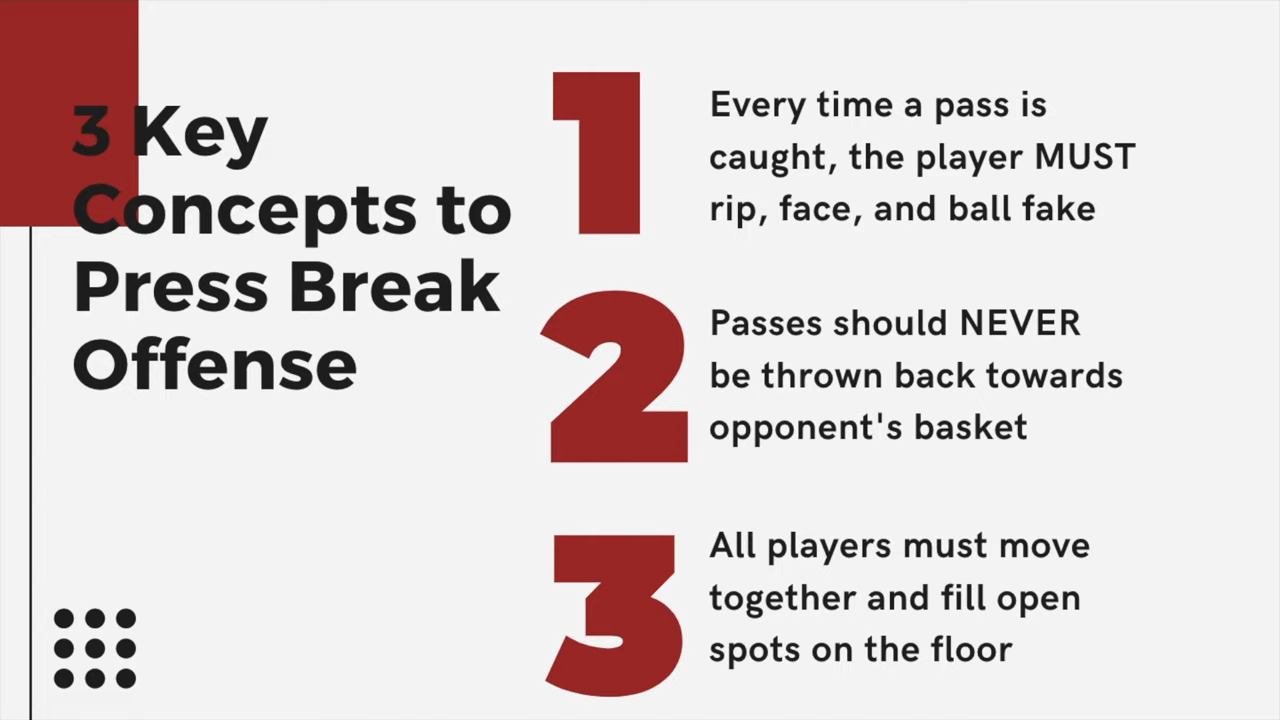 3 Key
Concepts to
Press Break
Offense
1
Every time a pass is
caught, the player MUST
rip, face, and ball fake
2
Passes should NEVER
be thrown back towards
opponent's basket
3
All players must move
together and fill open
spots on the floor